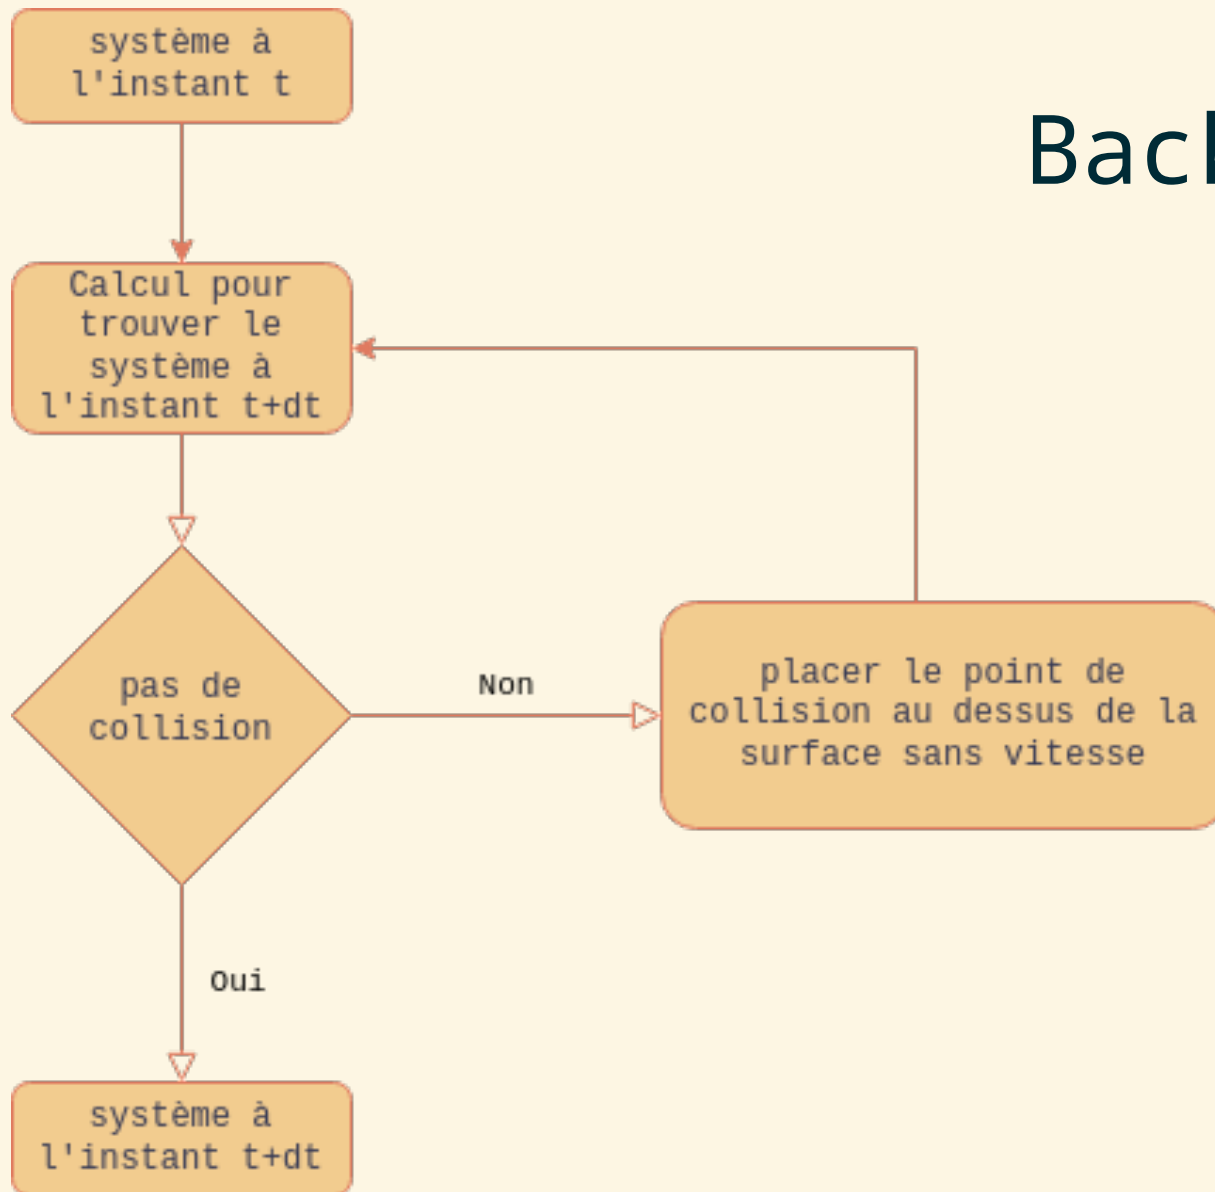 système à
l'instant t
Calcul pour
trouver le
système à
l'instant t+dt
pas de
collision
Non
placer le point de
collision au dessus de la
surface sans vitesse
Oui
système à
l'instant t+dt